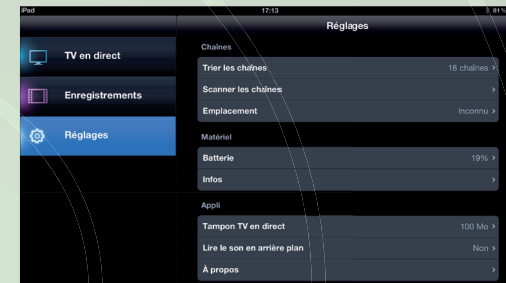 iPad 17:13 81%
Réglages
TV en direct
Enregistrements
Réglages
Chaînes
Trier les chaînes 18 chaînes
Scanner les chaînes
Emplacement Inconnu
Matériel
Batterie 19%
Infos
Appli
Tampon TV en direct 100 Mo
Lire le son en arrière plan Non
À propos